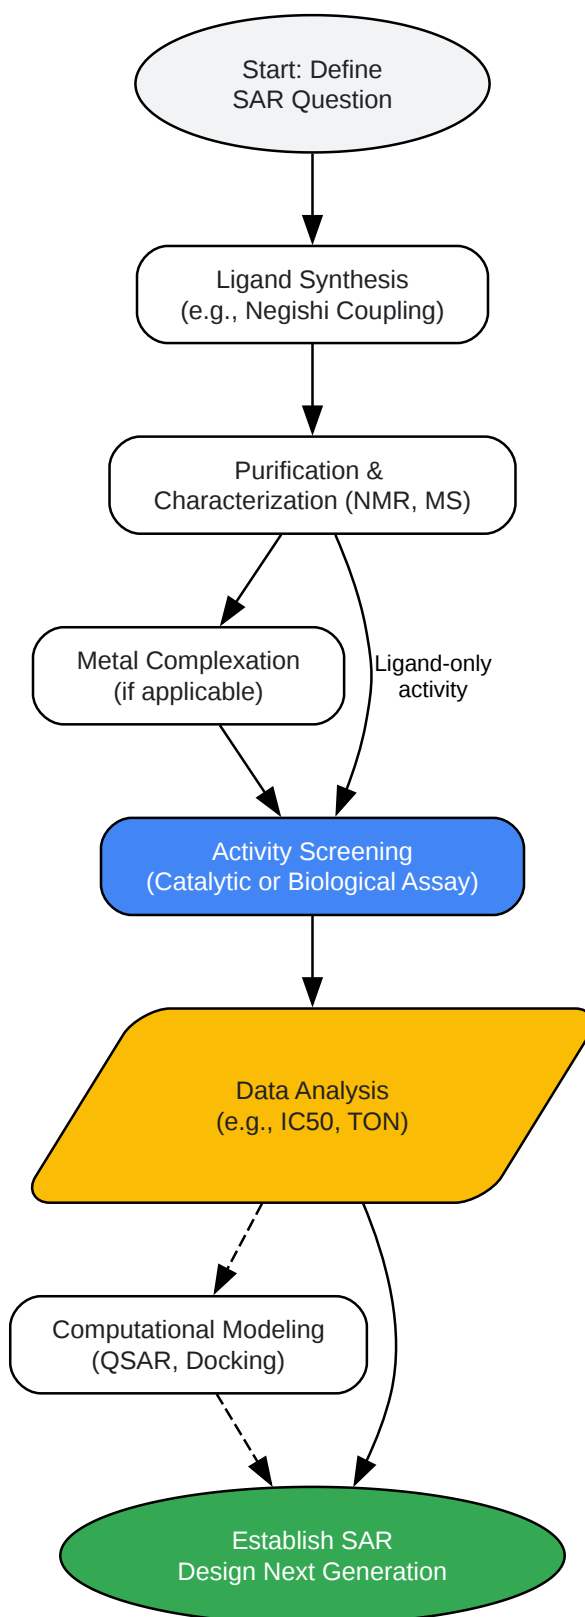 Start: Define
SAR Question
Ligand Synthesis
(e.g., Negishi Coupling)
Purification &
Characterization (NMR, MS)
Metal Complexation
(if applicable)
Ligand-only
activity
Activity Screening
(Catalytic or Biological Assay)
Data Analysis
(e.g., IC50, TON)
Computational Modeling
(QSAR, Docking)
Establish SAR
Design Next Generation